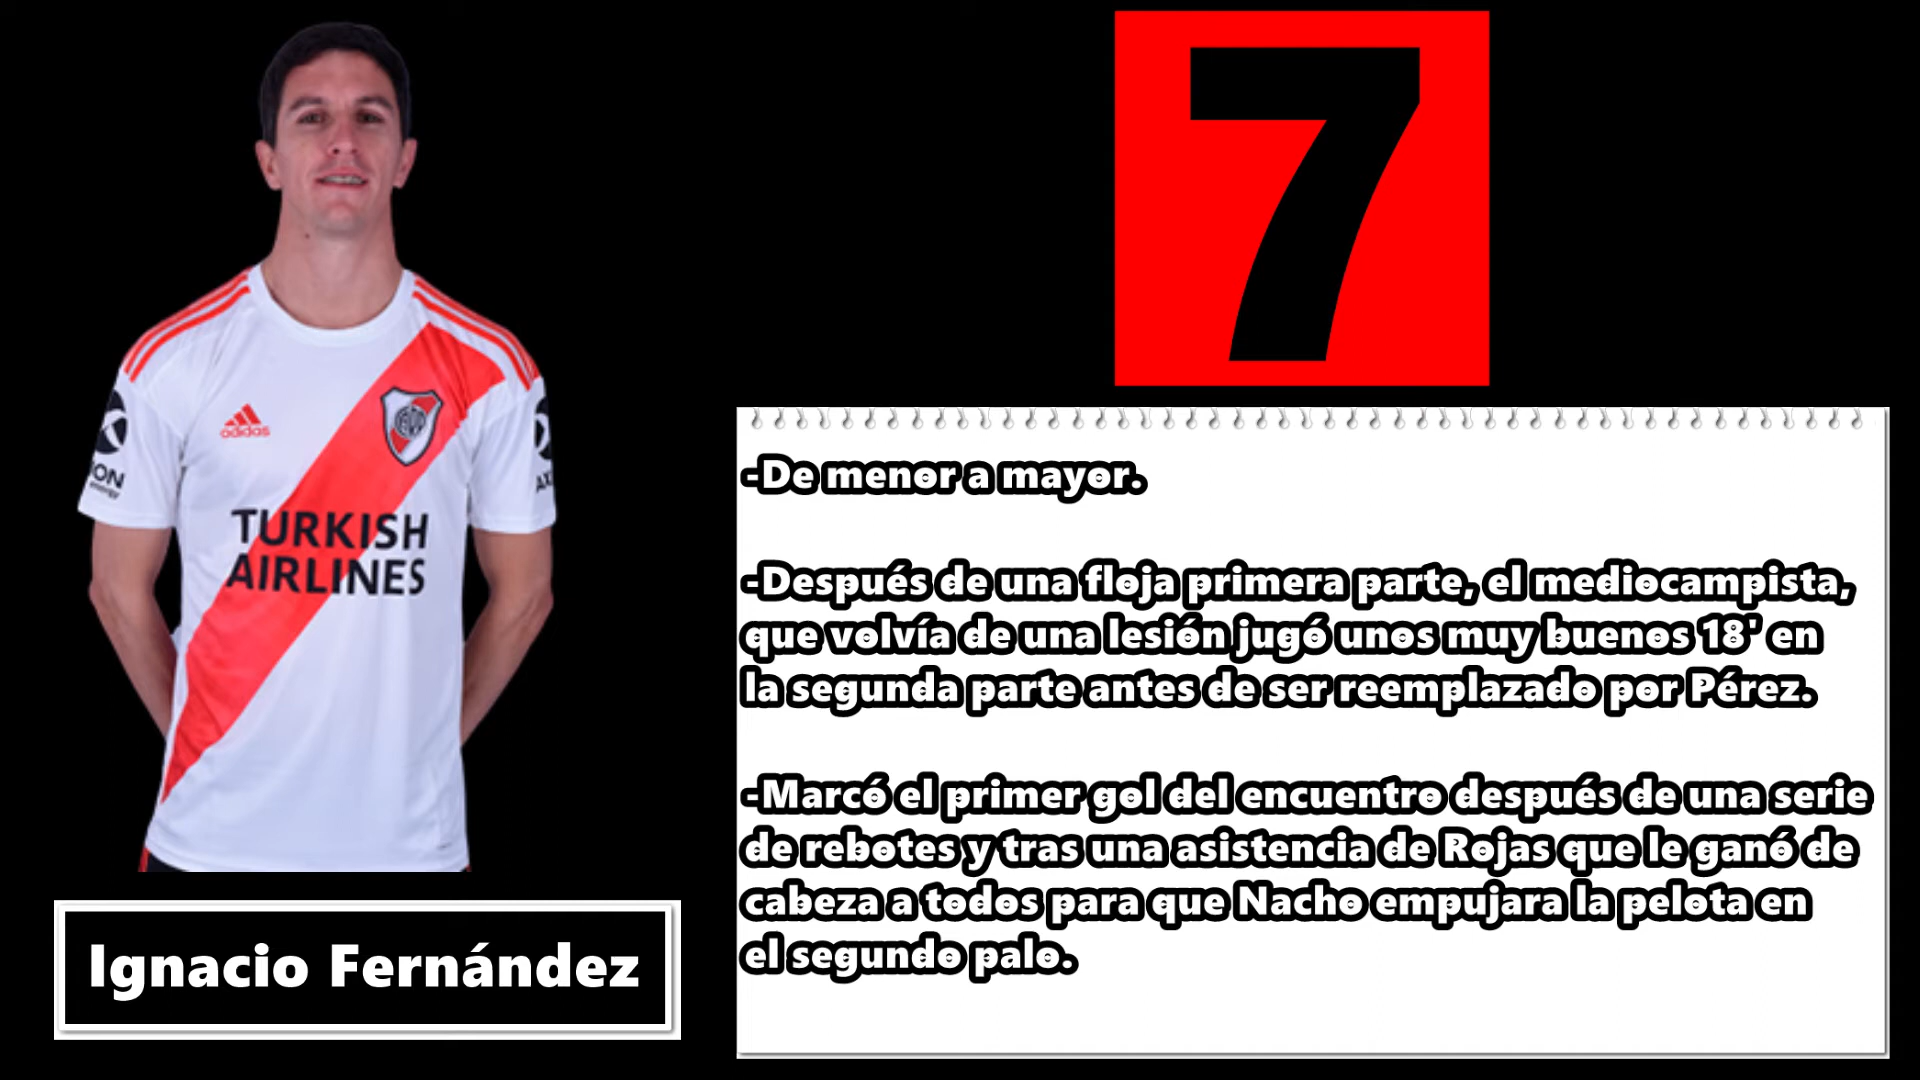 7
adidas
ION
energy
AX
TURKISH
AIRLINES
Ignacio Fernández
-De menor a mayor.
-Después de una floja primera parte, el mediocampista,
que volvía de una lesión jugó unos muy buenos 18' en
la segunda parte antes de ser reemplazado por Pérez.
-Marcó el primer gol del encuentro después de una serie
de rebotes y tras una asistencia de Rojas que le ganó de
cabeza a todos para que Nacho empujara la pelota en
el segundo palo.